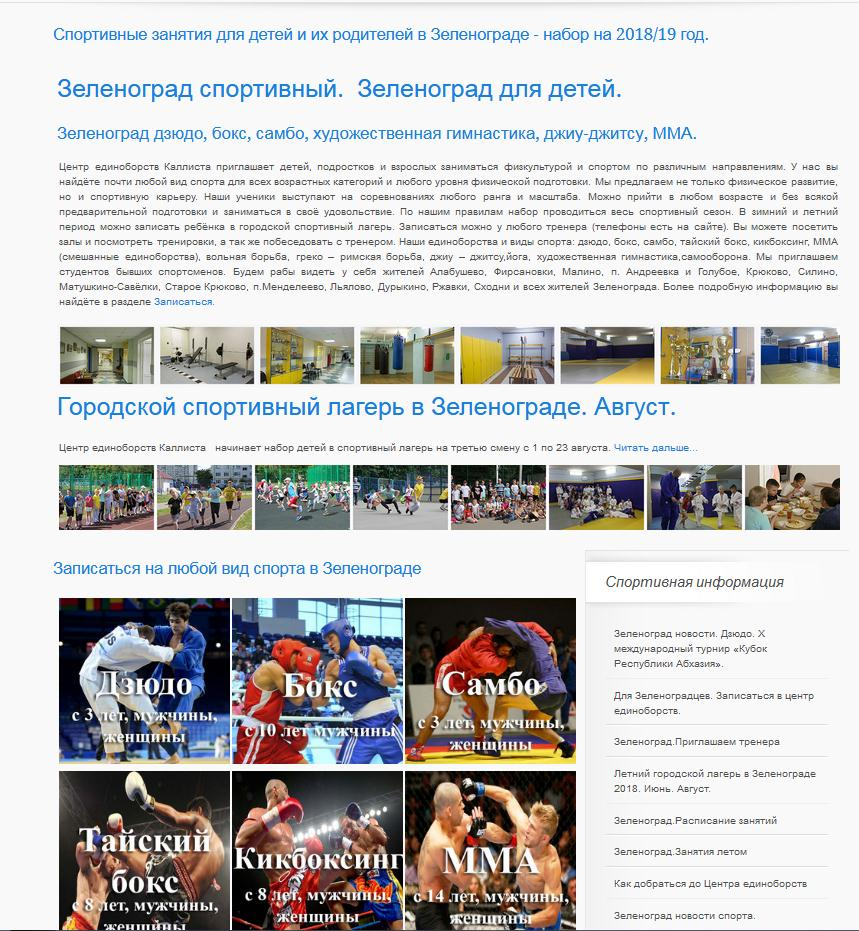 Спортивные занятия для детей и их родителей в Зеленограде - набор на 2018/19 год.
Зеленоград спортивный. Зеленоград для детей.
Зеленоград дзюдо, бокс, самбо, художественная гимнастика, джиу-джитсу, ММА.
Центр единоборств Каллиста приглашает детей, подростков и взрослых заниматься физкультурой и спортом по различным направлениям. У нас вы
найдёте почти любой вид спорта для всех возрастных категорий и любого уровня физической подготовки. Мы предлагаем не только физическое развитие,
но и спортивную карьеру. Наши ученики выступают на соревнованиях любого ранга и масштаба. Можно прийти в любом возрасте и без всякой
предварительной подготовки и заниматься в своё удовольствие. По нашим правилам набор проводиться весь спортивный сезон. В зимний и летний
период можно записать ребёнка в городской спортивный лагерь. Записаться можно у любого тренера (телефоны есть на сайте). Вы можете посетить
залы и посмотреть тренировки, а так же побеседовать с тренером. Наши единоборства и виды спорта: дзюдо, бокс, самбо, тайский бокс, кикбоксинг, ММА
(смешанные единоборства), вольная борьба, греко – римская борьба, джиу – джитсу,йога, художественная гимнастика,самооборона. Мы приглашаем
студентов бывших спортсменов. Будем рабы видеть у себя жителей Алабушево, Фирсановки, Малино, п. Андреевка и Голубое, Крюково, Силино,
Матушкино-Савёлки, Старое Крюково, п.Менделеево, Льялово, Дурыкино, Ржавки, Сходни и всех жителей Зеленограда. Более подробную информацию вы
найдёте в разделе Записаться.
Городской спортивный лагерь в Зеленограде. Август.
Центр единоборств Каллиста начинает набор детей в спортивный лагерь на третью смену с 1 по 23 августа. Читать дальше...
Записаться на любой вид спорта в Зеленограде
Дзюдо
с 3 лет, мужчины,
женщины
Бокс
с 10 лет мужчины
Самбо
с 3 лет, мужчины,
женщины
Тайский
бокс
с 8 лет, мужчины,
женщины
Кикбоксинг
с 8 лет, мужчины,
женщины
ММА
с 14 лет, мужчины,
женщины
Спортивная информация
Зеленоград новости. Дзюдо. X
международный турнир «Кубок
Республики Абхазия».
Для Зеленоградцев. Записаться в центр
единоборств.
Зеленоград.Приглашаем тренера
Летний городской лагерь в Зеленограде
2018. Июнь. Август.
Зеленоград.Расписание занятий
Зеленоград.Занятия летом
Как добраться до Центра единоборств
Зеленоград новости спорта.